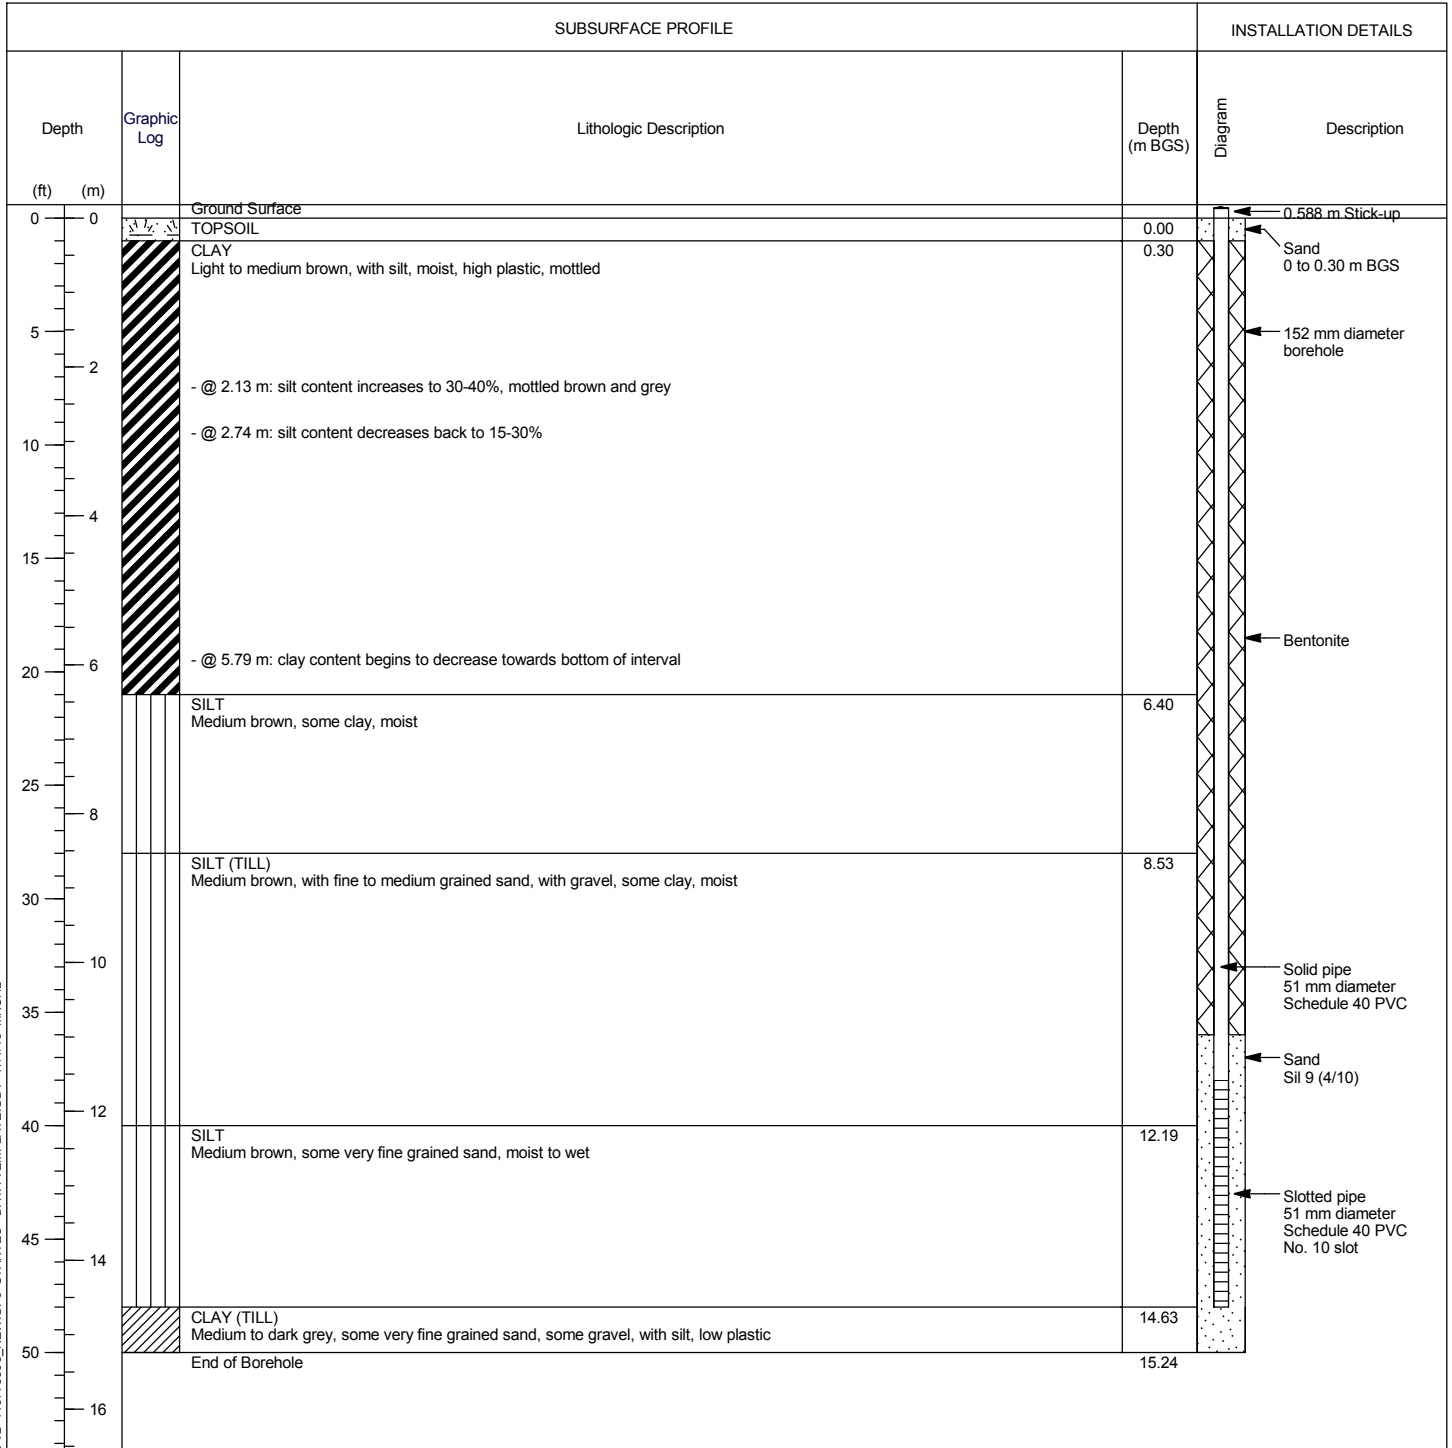 SUBSURFACE PROFILE
INSTALLATION DETAILS
Depth
Graphic
Log
Lithologic Description
Depth
(m BGS)
Diagram
Description
(ft)
(m)
Ground Surface
0
0
TOPSOIL
0.00
0.588 m Stick-up
CLAY
0.30
Light to medium brown, with silt, moist, high plastic, mottled
Sand
0 to 0.30 m BGS
5
152 mm diameter
borehole
2
- @ 2.13 m: silt content increases to 30-40%, mottled brown and grey
- @ 2.74 m: silt content decreases back to 15-30%
10
4
15
Bentonite
- @ 5.79 m: clay content begins to decrease towards bottom of interval
6
20
SILT
6.40
Medium brown, some clay, moist
25
8
SILT (TILL)
8.53
Medium brown, with fine to medium grained sand, with gravel, some clay, moist
30
10
Solid pipe
51 mm diameter
Schedule 40 PVC
35
Sand
Sil 9 (4/10)
12
40
SILT
12.19
Medium brown, some very fine grained sand, moist to wet
Slotted pipe
51 mm diameter
Schedule 40 PVC
No. 10 slot
45
14
CLAY (TILL)
14.63
Medium to dark grey, some very fine grained sand, some gravel, with silt, low plastic
50
End of Borehole
15.24
16